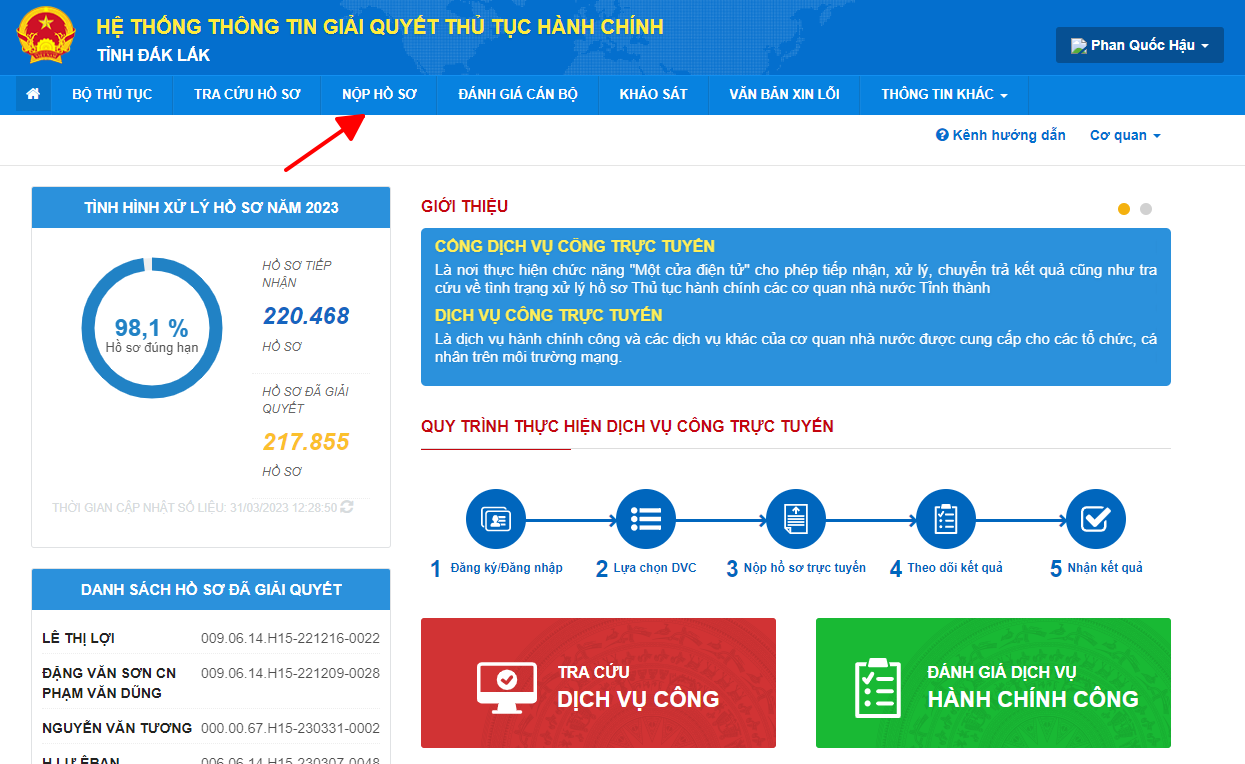 HỆ THỐNG THÔNG TIN GIẢI QUYẾT THỦ TỤC HÀNH CHÍNH
TỈNH ĐẮK LẮK
Phan Quốc Hậu
BỘ THỦ TỤC
TRA CỨU HỒ SƠ
NỘP HỒ SƠ
ĐÁNH GIÁ CÁN BỘ
KHẢO SÁT
VĂN BẢN XIN LỖI
THÔNG TIN KHÁC
Kênh hướng dẫn
Cơ quan
TÌNH HÌNH XỬ LÝ HỒ SƠ NĂM 2023
98,1 %
Hồ sơ đúng hạn
HỒ SƠ TIẾP
NHẬN
220.468
HỒ SƠ
HỒ SƠ ĐÃ GIẢI
QUYẾT
217.855
HỒ SƠ
THỜI GIAN CẬP NHẬT SỐ LIỆU: 31/03/2023 12:28:50
DANH SÁCH HỒ SƠ ĐÃ GIẢI QUYẾT
LÊ THỊ LỢI 009.06.14.H15-221216-0022
ĐẶNG VĂN SƠN CN 009.06.14.H15-221209-0028
PHẠM VĂN DŨNG
NGUYỄN VĂN TƯƠNG 000.00.67.H15-230331-0002
006.06.14.H15-230307-0048
GIỚI THIỆU
CỔNG DỊCH VỤ CÔNG TRỰC TUYẾN
Là nơi thực hiện chức năng "Một cửa điện tử" cho phép tiếp nhận, xử lý, chuyển trả kết quả cũng như tra
cứu về tình trạng xử lý hồ sơ Thủ tục hành chính các cơ quan nhà nước Tỉnh thành
DỊCH VỤ CÔNG TRỰC TUYẾN
Là dịch vụ hành chính công và các dịch vụ khác của cơ quan nhà nước được cung cấp cho các tổ chức, cá
nhân trên môi trường mạng.
QUY TRÌNH THỰC HIỆN DỊCH VỤ CÔNG TRỰC TUYẾN
1 Đăng ký/Đăng nhập
2 Lựa chọn DVC
3 Nộp hồ sơ trực tuyến
4 Theo dõi kết quả
5 Nhận kết quả
TRA CỨU
DỊCH VỤ CÔNG
ĐÁNH GIÁ DỊCH VỤ
HÀNH CHÍNH CÔNG